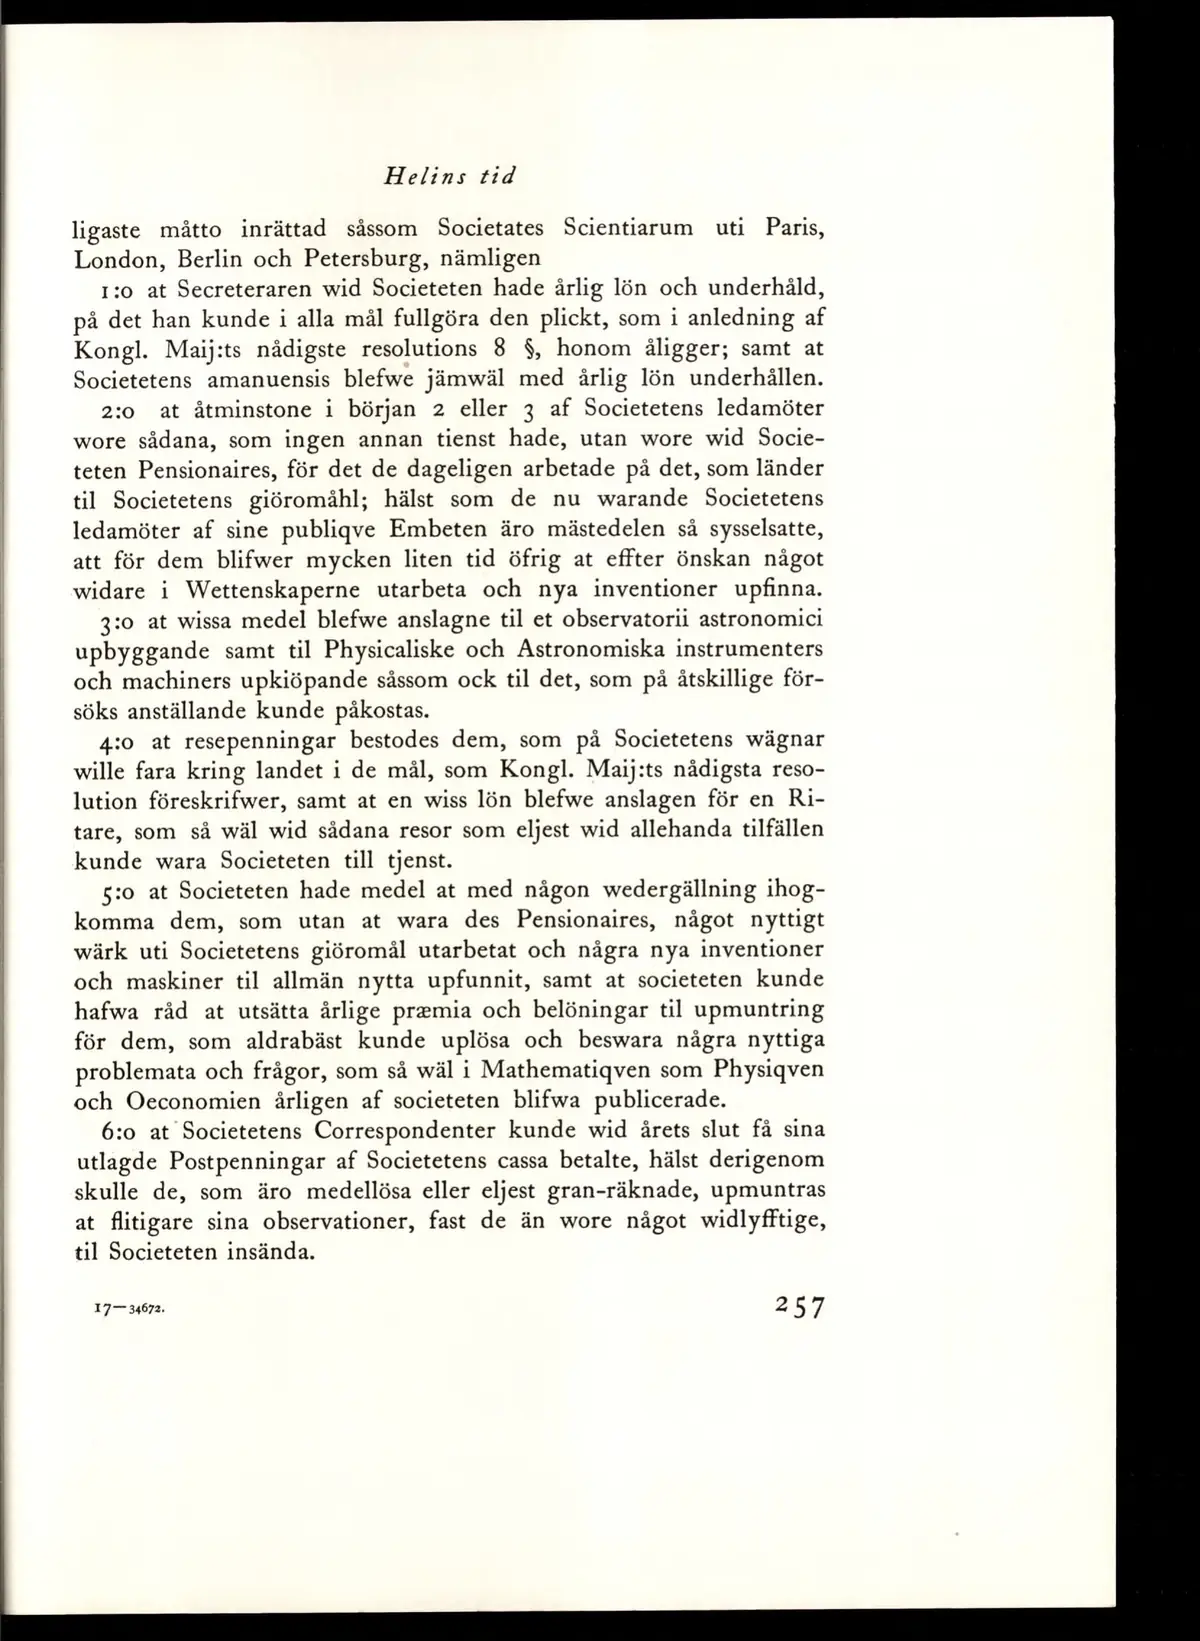 Helins tid
ligaste måtto inrättad såssom Societates Scientiarum uti Paris,
London, Berlin och Petersburg, nämligen
1:o at Secreteraren wid Societeten hade årlig lön och underhåld,
på det han kunde i alla mål fullgöra den plickt, som i anledning af
Kongl. Maij:ts nådigste resolutions 8 §, honom åligger; samt at
Societetens amanuensis blefwe jämwäl med årlig lön underhållen.
2:o at åtminstone i början 2 eller 3 af Societetens ledamöter
wore sådana, som ingen annan tienst hade, utan wore wid Socie-
teten Pensionaires, för det de dageligen arbetade på det, som länder
til Societetens giöromåhl; hälst som de nu warande Societetens
ledamöter af sine publiqve Embeten äro mästedelen så sysselsatte,
att för dem blifwer mycken liten tid öfrig at effter önskan något
widare i Wettenskaperne utarbeta och nya inventioner upfinna.
3:o at wissa medel blefwe anslagne til et observatorii astronomici
upbyggande samt til Physicaliske och Astronomiska instrumenters
och machiners upkiöpande såssom ock til det, som på åtskillige för-
söks anställande kunde påkostas.
4:o at resepenningar bestodes dem, som på Societetens wägnar
wille fara kring landet i de mål, som Kongl. Maij:ts nådigsta reso-
lution föreskrifwer, samt at en wiss lön blefwe anslagen för en Ri-
tare, som så wäl wid sådana resor som eljest wid allehanda tilfällen
kunde wara Societeten till tjenst.
5:o at Societeten hade medel at med någon wedergällning ihog-
komma dem, som utan at wara des Pensionaires, något nyttigt
wärk uti Societetens giöromål utarbetat och några nya inventioner
och maskiner til allmän nytta upfunnit, samt at societeten kunde
hafwa råd at utsätta årlige præmia och belöningar til upmuntring
för dem, som aldrabäst kunde uplösa och beswara några nyttiga
problemata och frågor, som så wäl i Mathematiqven som Physiqven
och Oeconomien årligen af societeten blifwa publicerade.
6:o at Societetens Correspondenter kunde wid årets slut få sina
utlagde Postpenningar af Societetens cassa betalte, hälst derigenom
skulle de, som äro medellösa eller eljest gran-räknade, upmuntras
at flitigare sina observationer, fast de än wore något widlyfftige,
til Societeten insända.
17—34672.
257